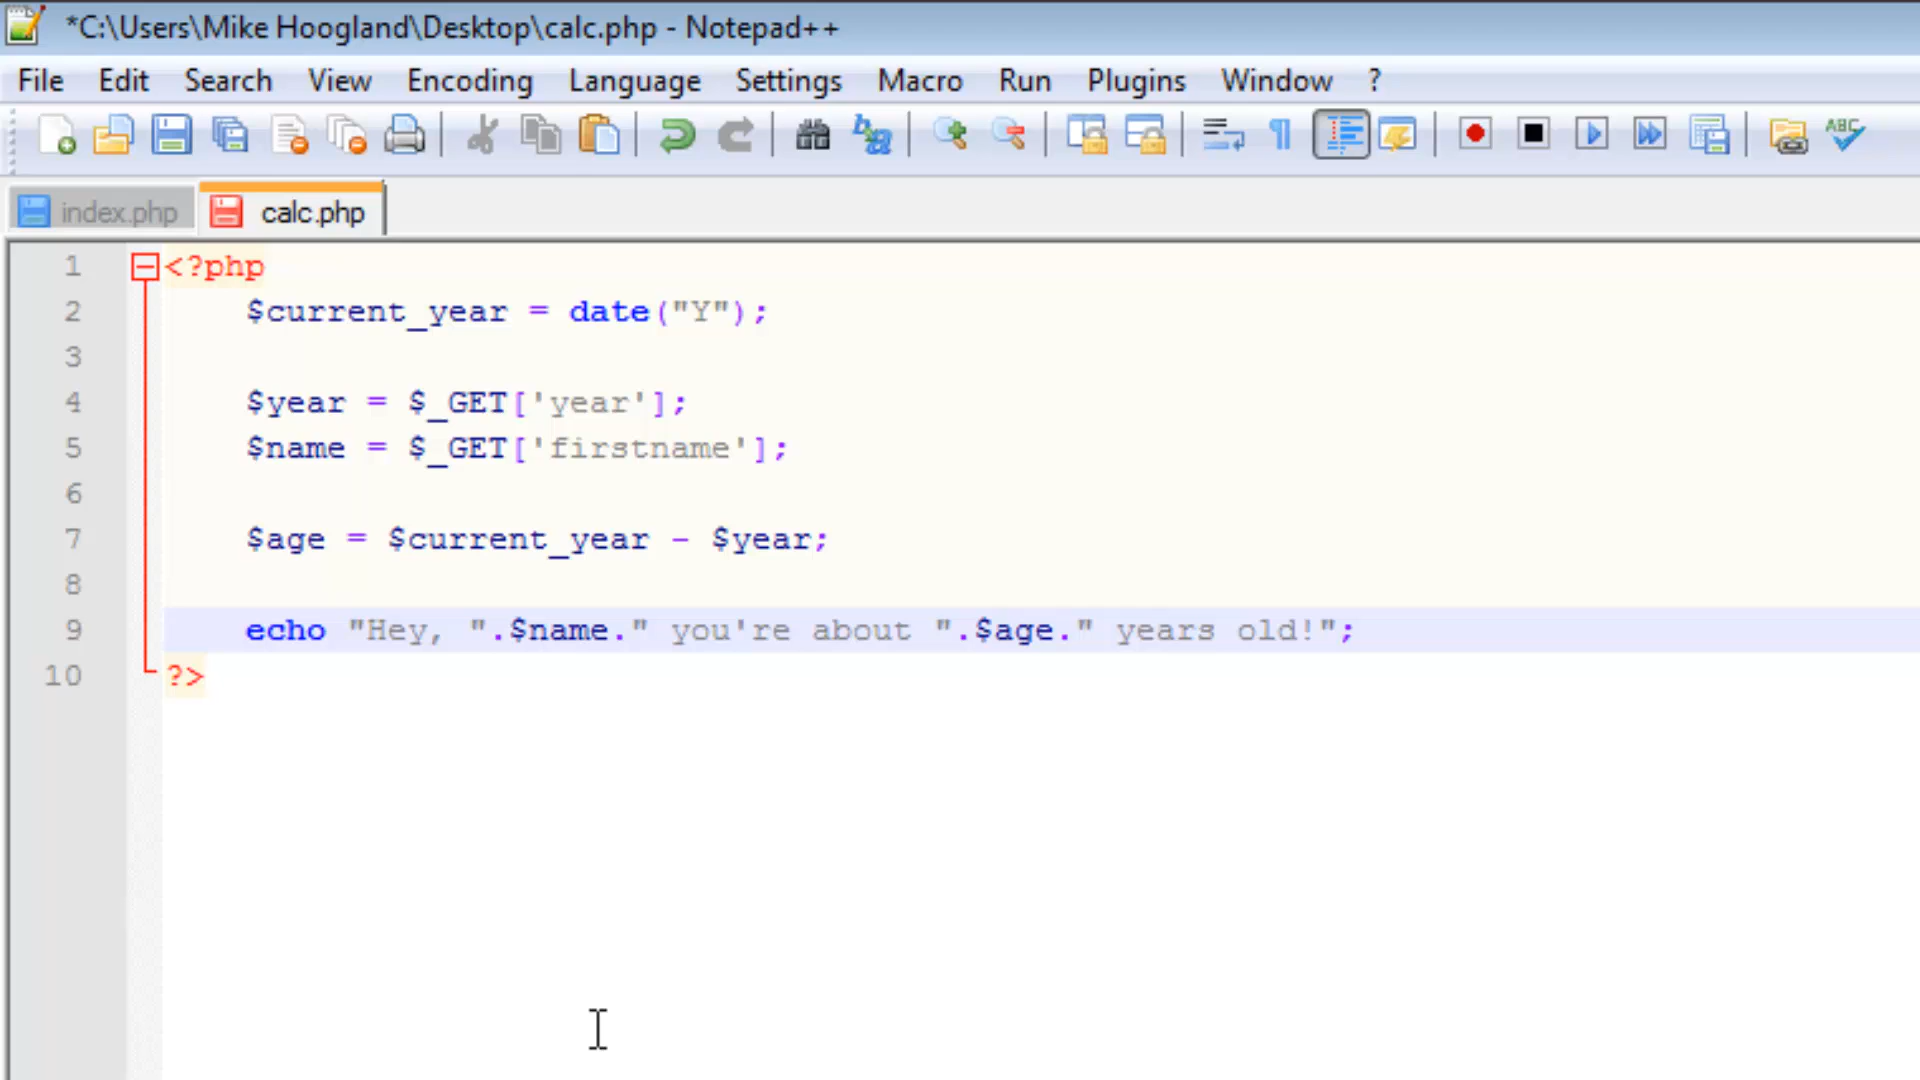 *C:\Users\Mike Hoogland\Desktop\calc.php - Notepad++
File Edit Search View Encoding Language Settings Macro Run Plugins Window ?
ABC
index.php calc.php
1 <?php
2 $current_year = date("Y");
3
4 $year = $_GET['year'];
5 $name = $_GET['firstname'];
6
7 $age = $current_year - $year;
8
9 echo "Hey, ".$name." you're about ".$age." years old!";
10 ?>